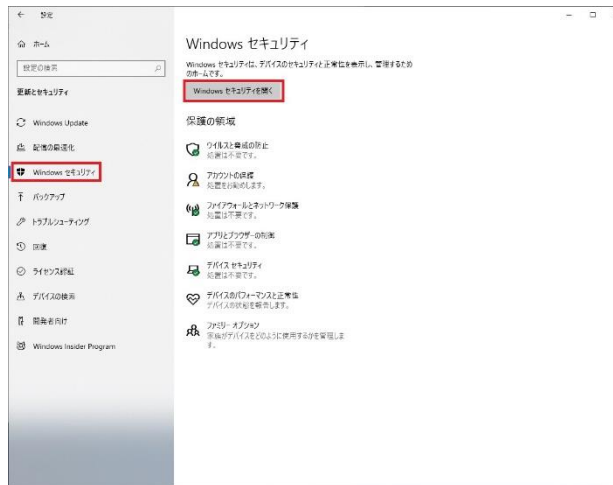 設定
ホーム
設定の検索
更新とセキュリティ
Windows Update
配信の最適化
Windows セキュリティ
バックアップ
トラブルシューティング
回復
ライセンス認証
デバイスの検索
開発者向け
Windows Insider Program
Windows セキュリティ
Windows セキュリティは、デバイスのセキュリティと正常性を表示し、管理するため
のホームです。
Windows セキュリティを開く
保護の領域
ウイルスと脅威の防止
処置は不要です。
アカウントの保護
処置をお勧めします。
ファイアウォールとネットワーク保護
処置は不要です。
アプリとブラウザーの制御
処置は不要です。
デバイス セキュリティ
処置は不要です。
デバイスのパフォーマンスと正常性
デバイスの状態を報告します。
ファミリー オプション
家族がデバイスをどのように使用するかを管理しま
す。